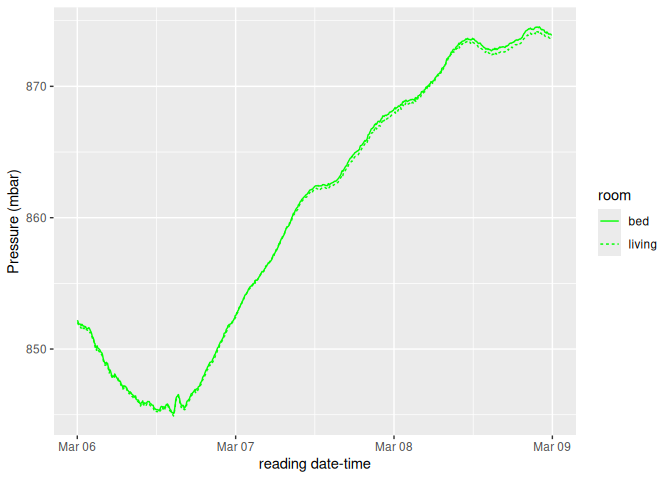 870
860
850
Pressure (mbar)
Mar 06
Mar 07
Mar 08
Mar 09
reading date-time
room
bed
living